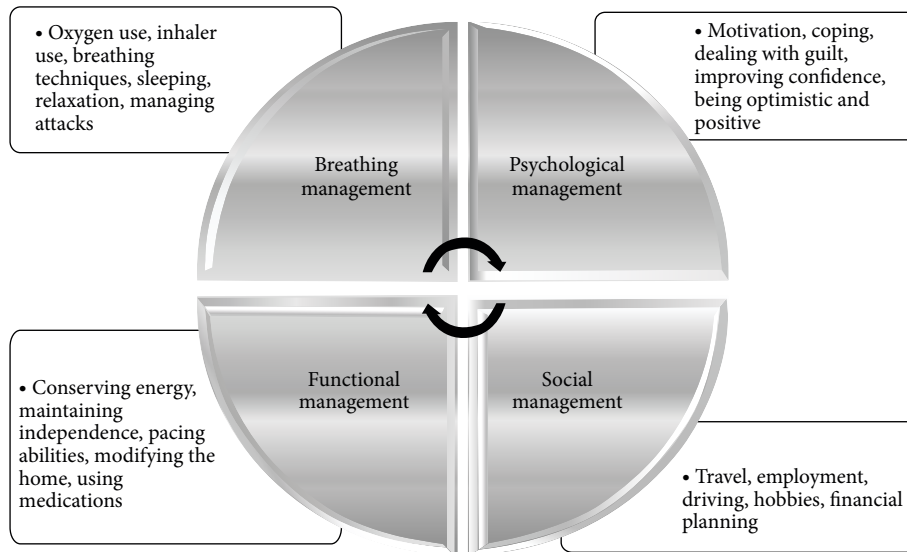 • Oxygen use, inhaler
use, breathing
techniques, sleeping,
relaxation, managing
attacks
• Motivation, coping,
dealing with guilt,
improving confidence,
being optimistic and
positive
Breathing
management
Psychological
management
Functional
management
Social
management
• Conserving energy,
maintaining
independence, pacing
abilities, modifying the
home, using
medications
• Travel, employment,
driving, hobbies, financial
planning